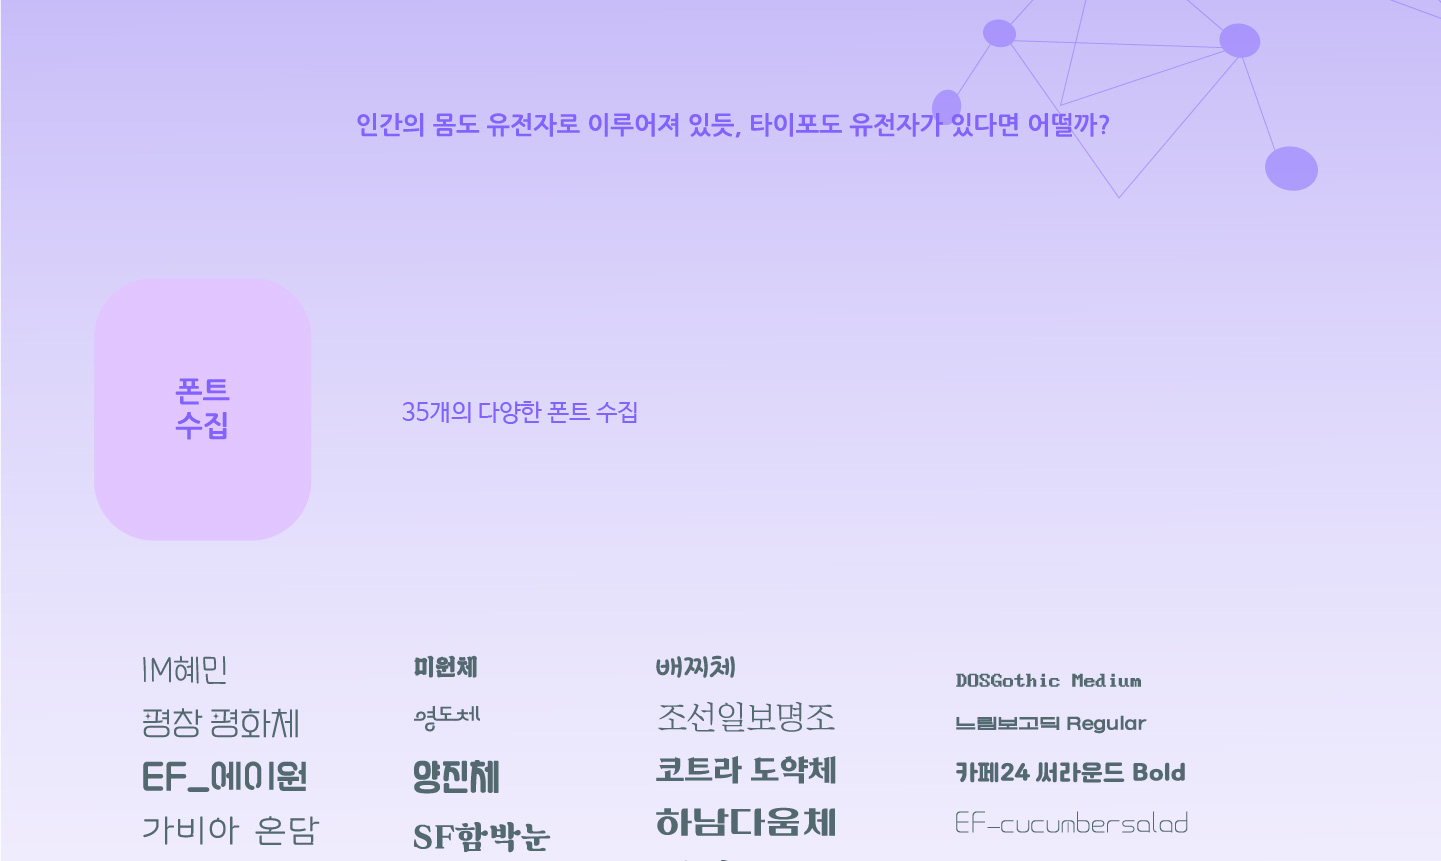 인간의 몸도 유전자로 이루어져 있듯, 타이포도 유전자가 있다면 어떨까?
폰트
수집
35개의 다양한 폰트 수집
IM혜민
평창 평화체
EF_에이원
가비아 온담
미원체
영도체
양진체
SF함박눈
배찌체
조선일보명조
코트라 도약체
하남다움체
DOSGothic Medium
느림보고딕 Regular
카페24 써라운드 Bold
EF-cucumbersalad